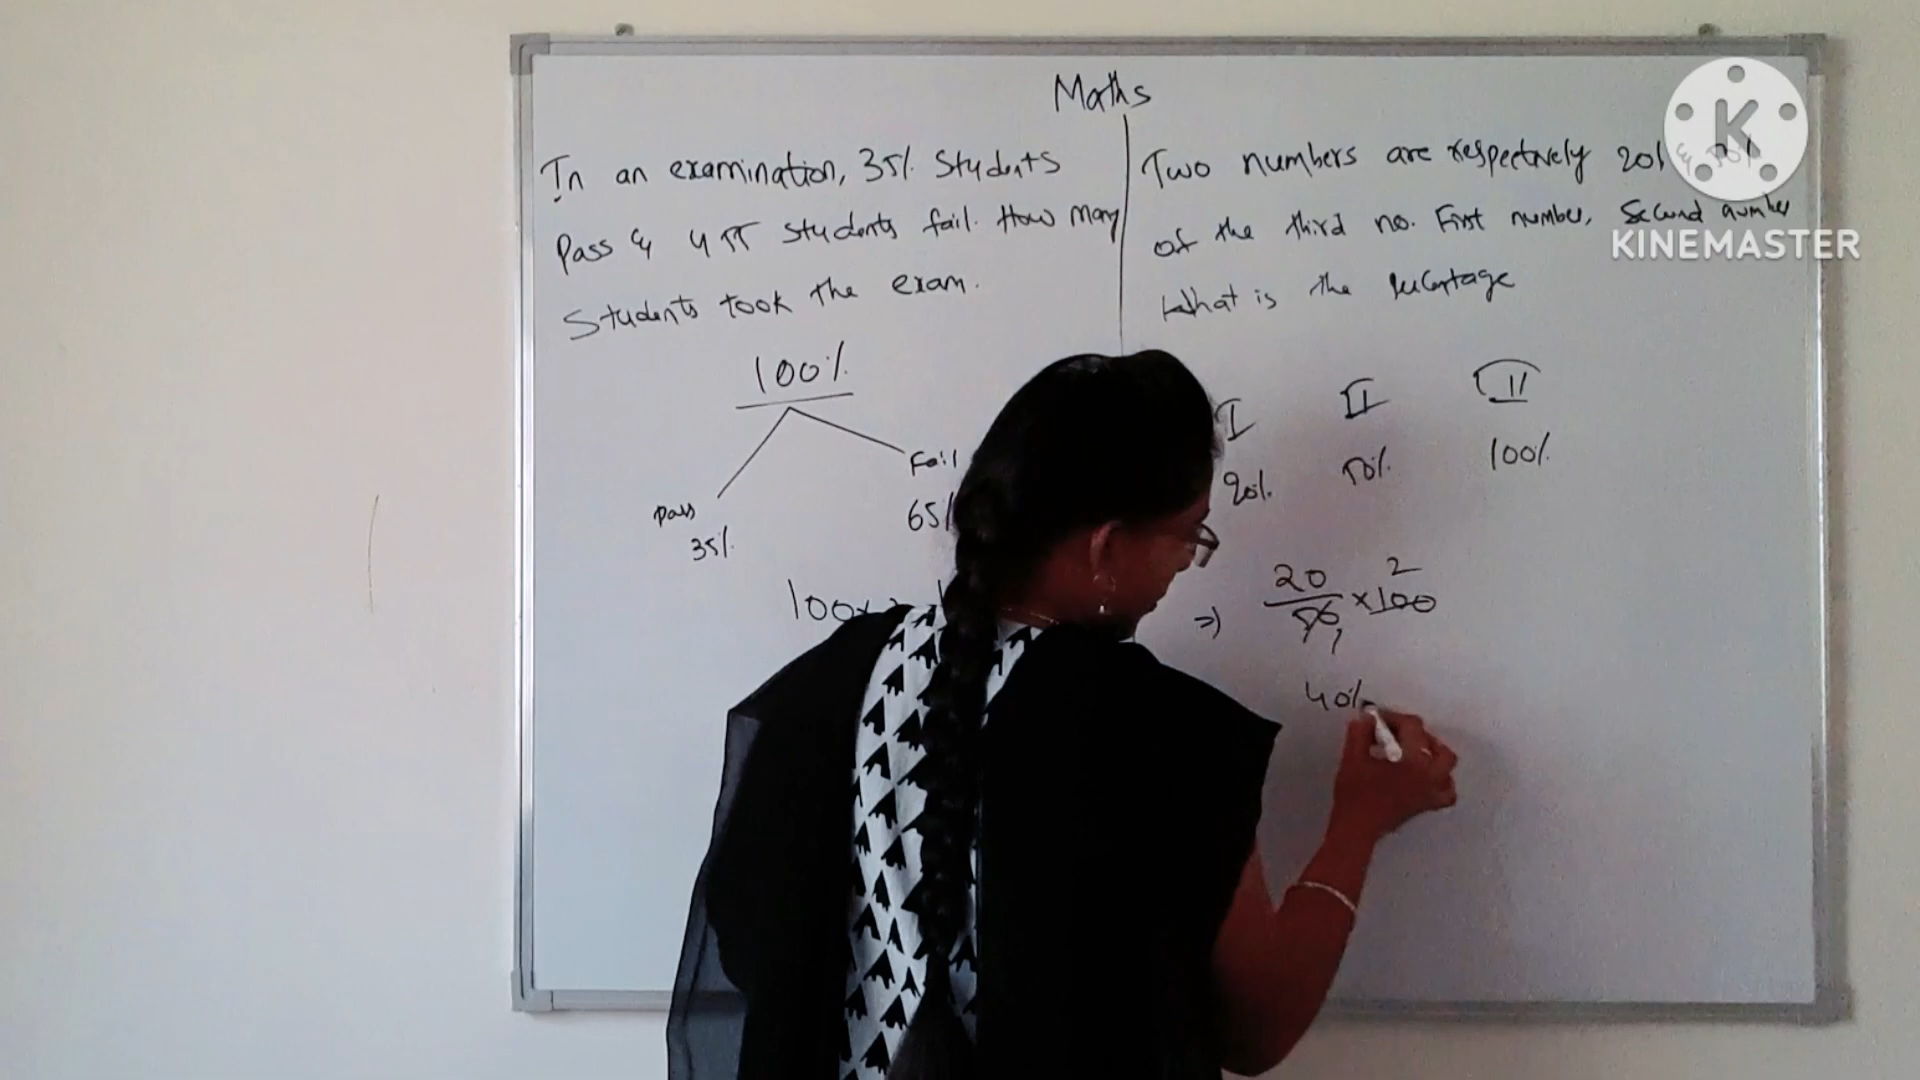 Maths
In an examination, 35% students
pass & 455 students fail. How many
students took the exam.
100%
Fail
65%
pass
35%
100×
Two numbers are respectively 20% & 50%
of the third no. First number, Second number
What is the percentage
I II III
20% 50% 100%
2
20
⇒ × 100
50
1
40%
K
KINEMASTER